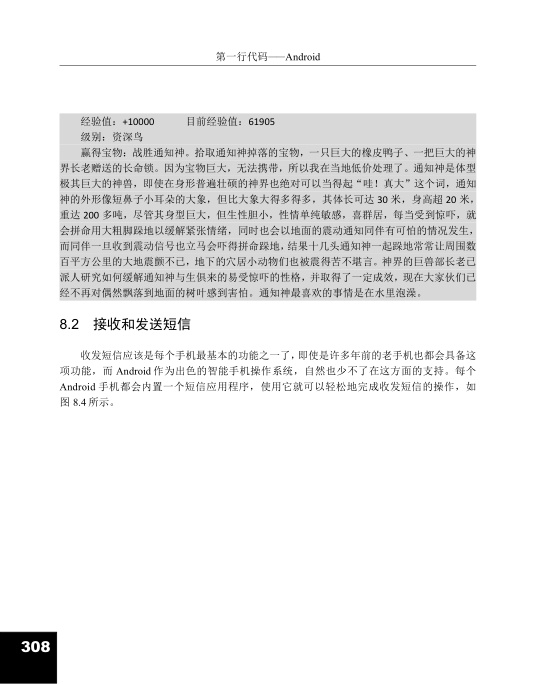 第一行代码——Android
经验值：+10000 目前经验值：61905
级别：资深鸟
赢得宝物：战胜通知神。拾取通知神掉落的宝物，一只巨大的橡皮鸭子、一把巨大的神
界长老赠送的长命锁。因为宝物巨大，无法携带，所以我在当地低价处理了。通知神是体型
极其巨大的神兽，即使在身形普遍壮硕的神界也绝对可以当得起“哇！真大”这个词，通知
神的外形像短鼻子小耳朵的大象，但比大象大得多得多，其体长可达 30 米，身高超 20 米，
重达 200 多吨，尽管其身型巨大，但生性胆小，性情单纯敏感，喜群居，每当受到惊吓，就
会拼命用大粗脚跺地以缓解紧张情绪，同时也会以地面的震动通知同伴有可怕的情况发生，
而同伴一旦收到震动信号也立马会吓得拼命跺地，结果十几头通知神一起跺地常常让周围数
百平方公里的大地震颤不已，地下的穴居小动物们也被震得苦不堪言。神界的巨兽部长老已
派人研究如何缓解通知神与生俱来的易受惊吓的性格，并取得了一定成效，现在大家伙们已
经不再对偶然飘落到地面的树叶感到害怕。通知神最喜欢的事情是在水里泡澡。
8.2 接收和发送短信
收发短信应该是每个手机最基本的功能之一了，即使是许多年前的老手机也都会具备这
项功能，而 Android 作为出色的智能手机操作系统，自然也少不了在这方面的支持。每个
Android 手机都会内置一个短信应用程序，使用它就可以轻松地完成收发短信的操作，如
图 8.4 所示。
308